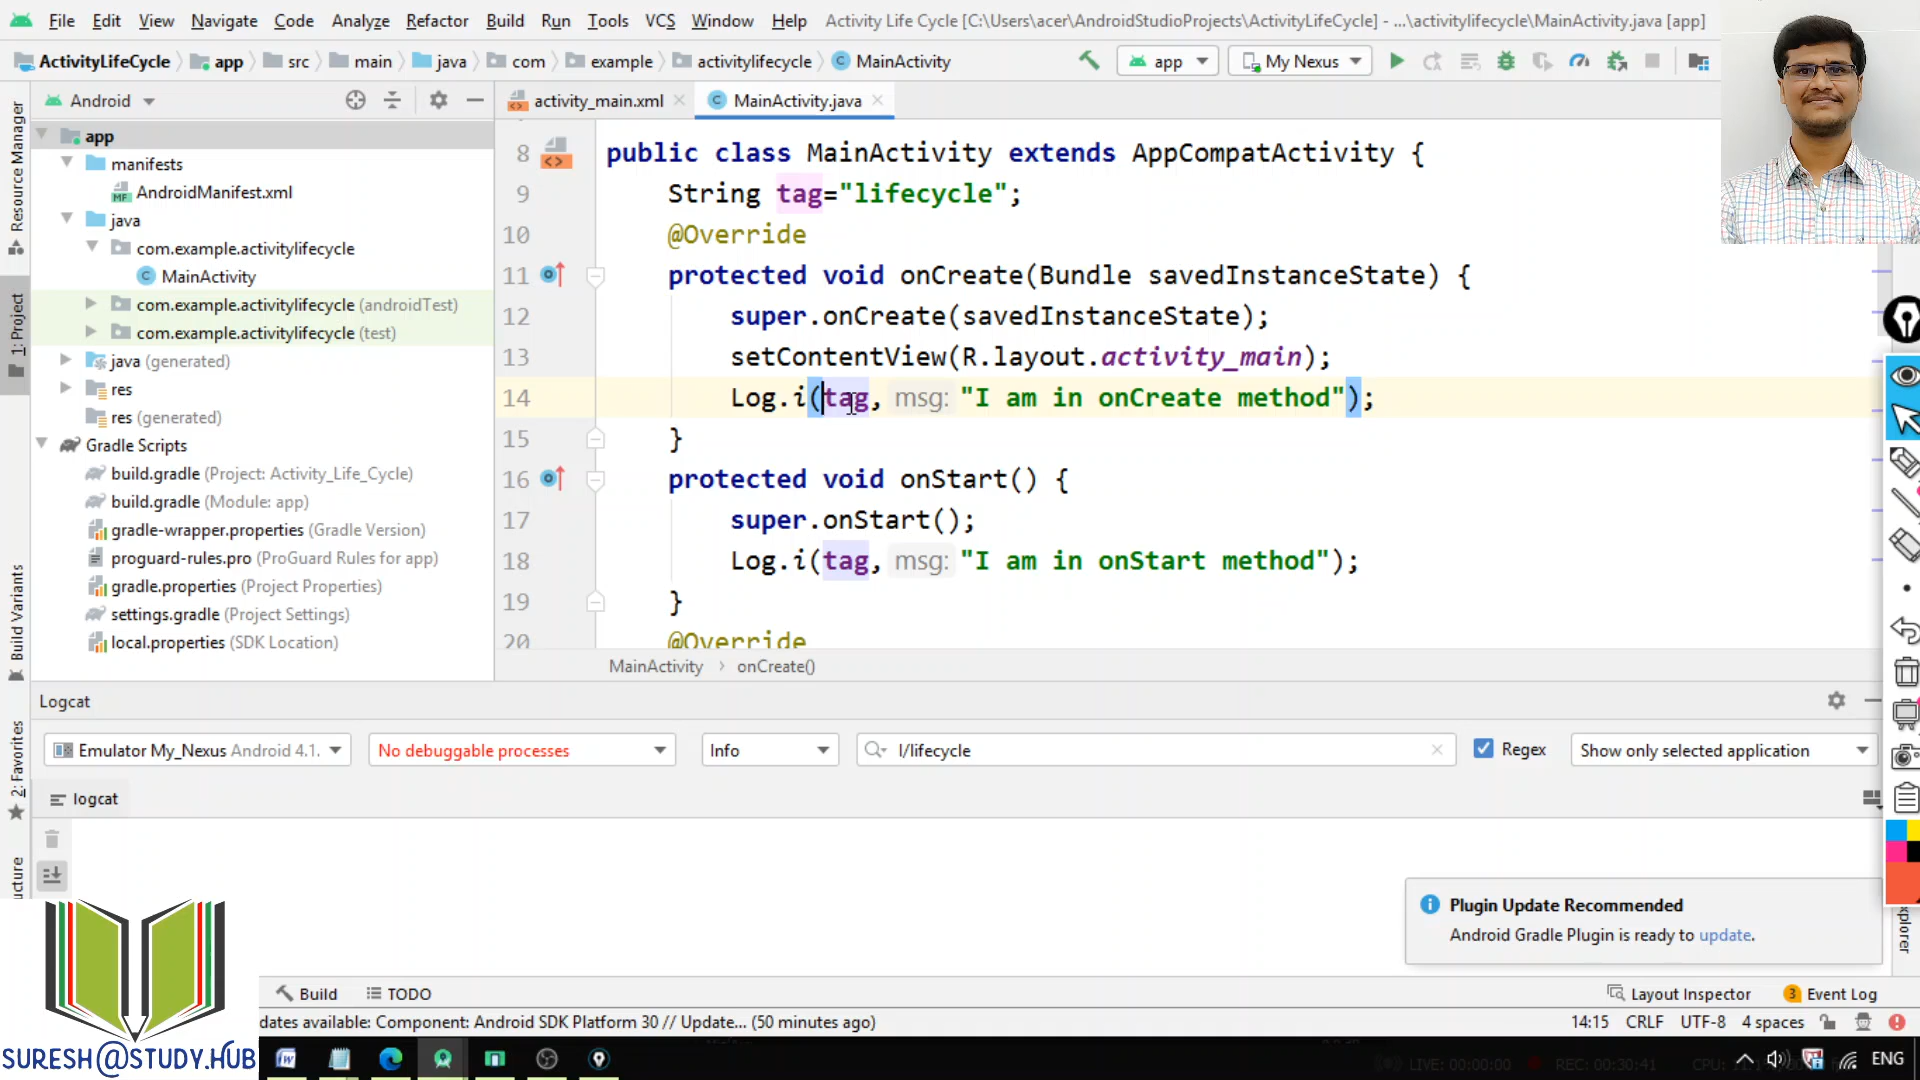 File Edit View Navigate Code Analyze Refactor Build Run Tools VCS Window Help Activity Life Cycle [C:\Users\acer\AndroidStudioProjects\ActivityLifeCycle] - ...\activitylifecycle\MainActivity.java [app]
ActivityLifeCycle app src main java com example activitylifecycle MainActivity app My Nexus
Android
activity_main.xml MainActivity.java
Resource Manager
1: Project
Build Variants
2: Favorites
app
manifests
AndroidManifest.xml
java
com.example.activitylifecycle
MainActivity
com.example.activitylifecycle (androidTest)
com.example.activitylifecycle (test)
java (generated)
res
res (generated)
Gradle Scripts
build.gradle (Project: Activity_Life_Cycle)
build.gradle (Module: app)
gradle-wrapper.properties (Gradle Version)
proguard-rules.pro (ProGuard Rules for app)
gradle.properties (Project Properties)
settings.gradle (Project Settings)
local.properties (SDK Location)
8 public class MainActivity extends AppCompatActivity {
9 String tag="lifecycle";
10 @Override
11 protected void onCreate(Bundle savedInstanceState) {
12 super.onCreate(savedInstanceState);
13 setContentView(R.layout.activity_main);
14 Log.i(tag, msg: "I am in onCreate method");
15 }
16 protected void onStart() {
17 super.onStart();
18 Log.i(tag, msg: "I am in onStart method");
19 }
20 @Override
MainActivity › onCreate()
Logcat
Emulator My_Nexus Android 4.1. No debuggable processes Info I/lifecycle Regex Show only selected application
logcat
Plugin Update Recommended
Android Gradle Plugin is ready to update.
Build TODO Layout Inspector 3 Event Log
dates available: Component: Android SDK Platform 30 // Update... (50 minutes ago) 14:15 CRLF UTF-8 4 spaces
SURESH@STUDY.HUB
LIVE: 00:00:00 REC: 00:30:41 ENG